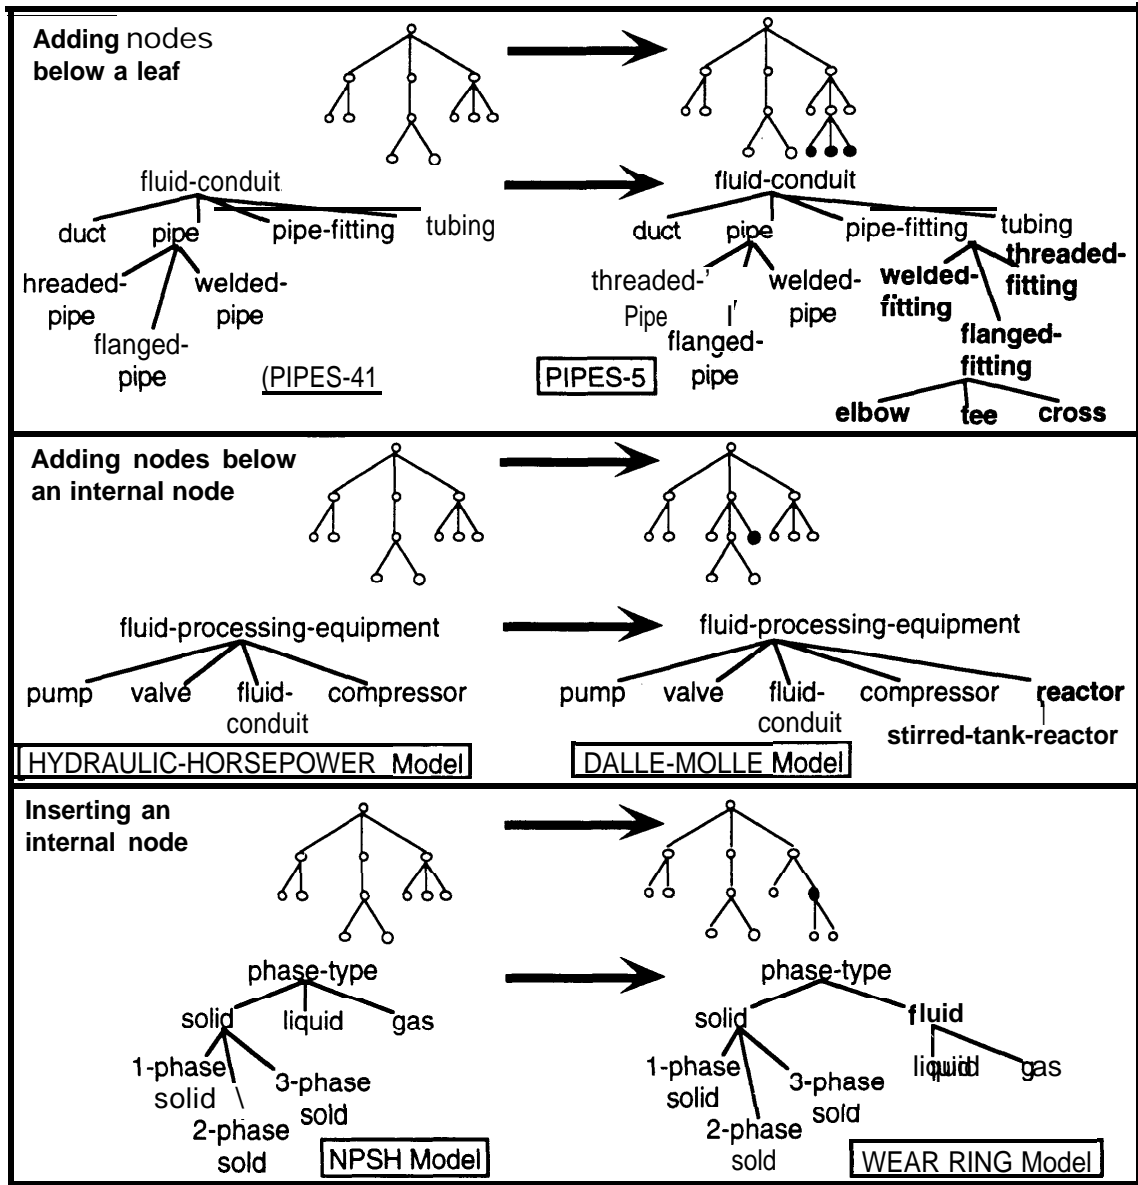 Adding nodes
below a leaf
fluid-conduit
duct pipe pipe-fitting tubing
hreaded-
pipe
welded-
pipe
flanged-
pipe
(PIPES-41
fluid-conduit
duct pipe pipe-fitting tubing
threaded-'
Pipe
welded-
pipe
flanged-
pipe
welded-
fitting
threaded-
fitting
flanged-
fitting
elbow tee cross
PIPES-5
Adding nodes below
an internal node
fluid-processing-equipment
pump valve fluid-
conduit
compressor
HYDRAULIC-HORSEPOWER Model
fluid-processing-equipment
pump valve fluid-
conduit
compressor reactor
stirred-tank-reactor
DALLE-MOLLE Model
Inserting an
internal node
phase-type
solid liquid gas
1-phase
solid
3-phase
sold
2-phase
sold
NPSH Model
phase-type
solid fluid
1-phase
solid
3-phase
sold
liquid gas
2-phase
sold
WEAR RING Model